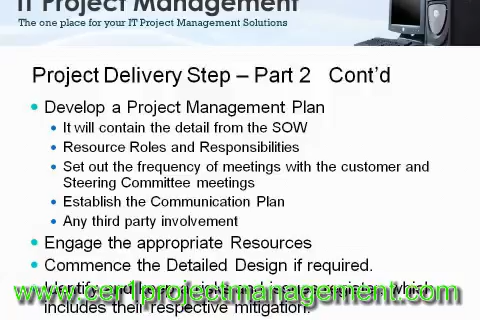 IT Project Management
The one place for your IT Project Management Solutions
Project Delivery Step – Part 2 Cont'd
Develop a Project Management Plan
It will contain the detail from the SOW
Resource Roles and Responsibilities
Set out the frequency of meetings with the customer and
Steering Committee meetings
Establish the Communication Plan
Any third party involvement
Engage the appropriate Resources
Commence the Detailed Design if required.
www.cert1projectmanagement.com
includes their respective mitigation.